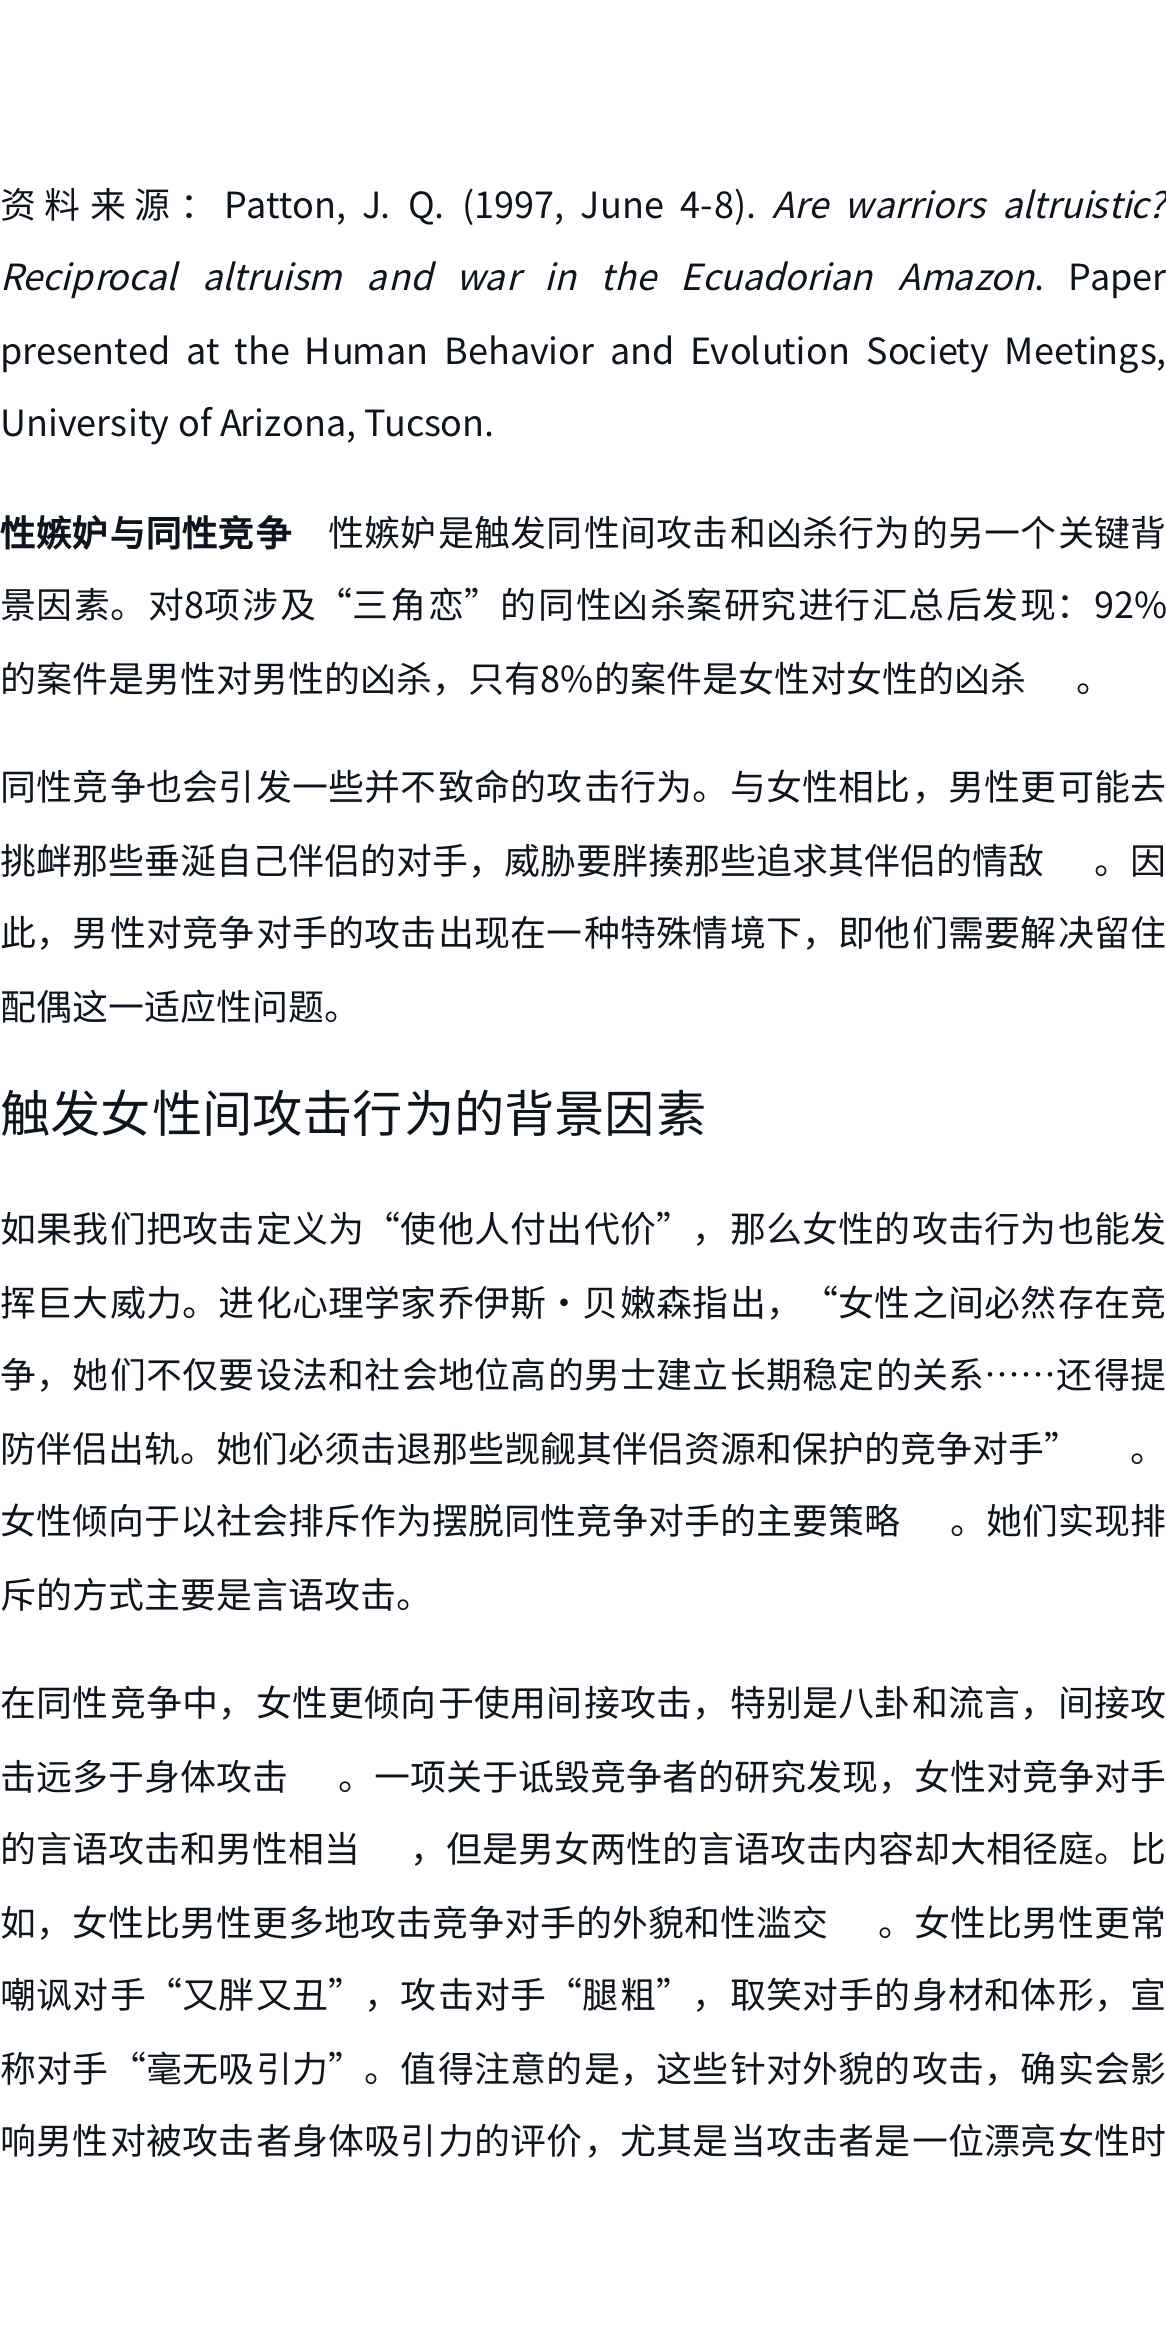 资料来源： Patton, J. Q. (1997, June 4-8). Are warriors altruistic?
Reciprocal altruism and war in the Ecuadorian Amazon. Paper
presented at the Human Behavior and Evolution Society Meetings,
University of Arizona, Tucson.
性嫉妒与同性竞争　性嫉妒是触发同性间攻击和凶杀行为的另一个关键背
景因素。对8项涉及“三角恋”的同性凶杀案研究进行汇总后发现：92%
的案件是男性对男性的凶杀，只有8%的案件是女性对女性的凶杀 。
同性竞争也会引发一些并不致命的攻击行为。与女性相比，男性更可能去
挑衅那些垂涎自己伴侣的对手，威胁要胖揍那些追求其伴侣的情敌 。因
此，男性对竞争对手的攻击出现在一种特殊情境下，即他们需要解决留住
配偶这一适应性问题。
触发女性间攻击行为的背景因素
如果我们把攻击定义为“使他人付出代价”，那么女性的攻击行为也能发
挥巨大威力。进化心理学家乔伊斯·贝嫩森指出，“女性之间必然存在竞
争，她们不仅要设法和社会地位高的男士建立长期稳定的关系……还得提
防伴侣出轨。她们必须击退那些觊觎其伴侣资源和保护的竞争对手” 。
女性倾向于以社会排斥作为摆脱同性竞争对手的主要策略 。她们实现排
斥的方式主要是言语攻击。
在同性竞争中，女性更倾向于使用间接攻击，特别是八卦和流言，间接攻
击远多于身体攻击 。一项关于诋毁竞争者的研究发现，女性对竞争对手
的言语攻击和男性相当 ，但是男女两性的言语攻击内容却大相径庭。比
如，女性比男性更多地攻击竞争对手的外貌和性滥交 。女性比男性更常
嘲讽对手“又胖又丑”，攻击对手“腿粗”，取笑对手的身材和体形，宣
称对手“毫无吸引力”。值得注意的是，这些针对外貌的攻击，确实会影
响男性对被攻击者身体吸引力的评价，尤其是当攻击者是一位漂亮女性时